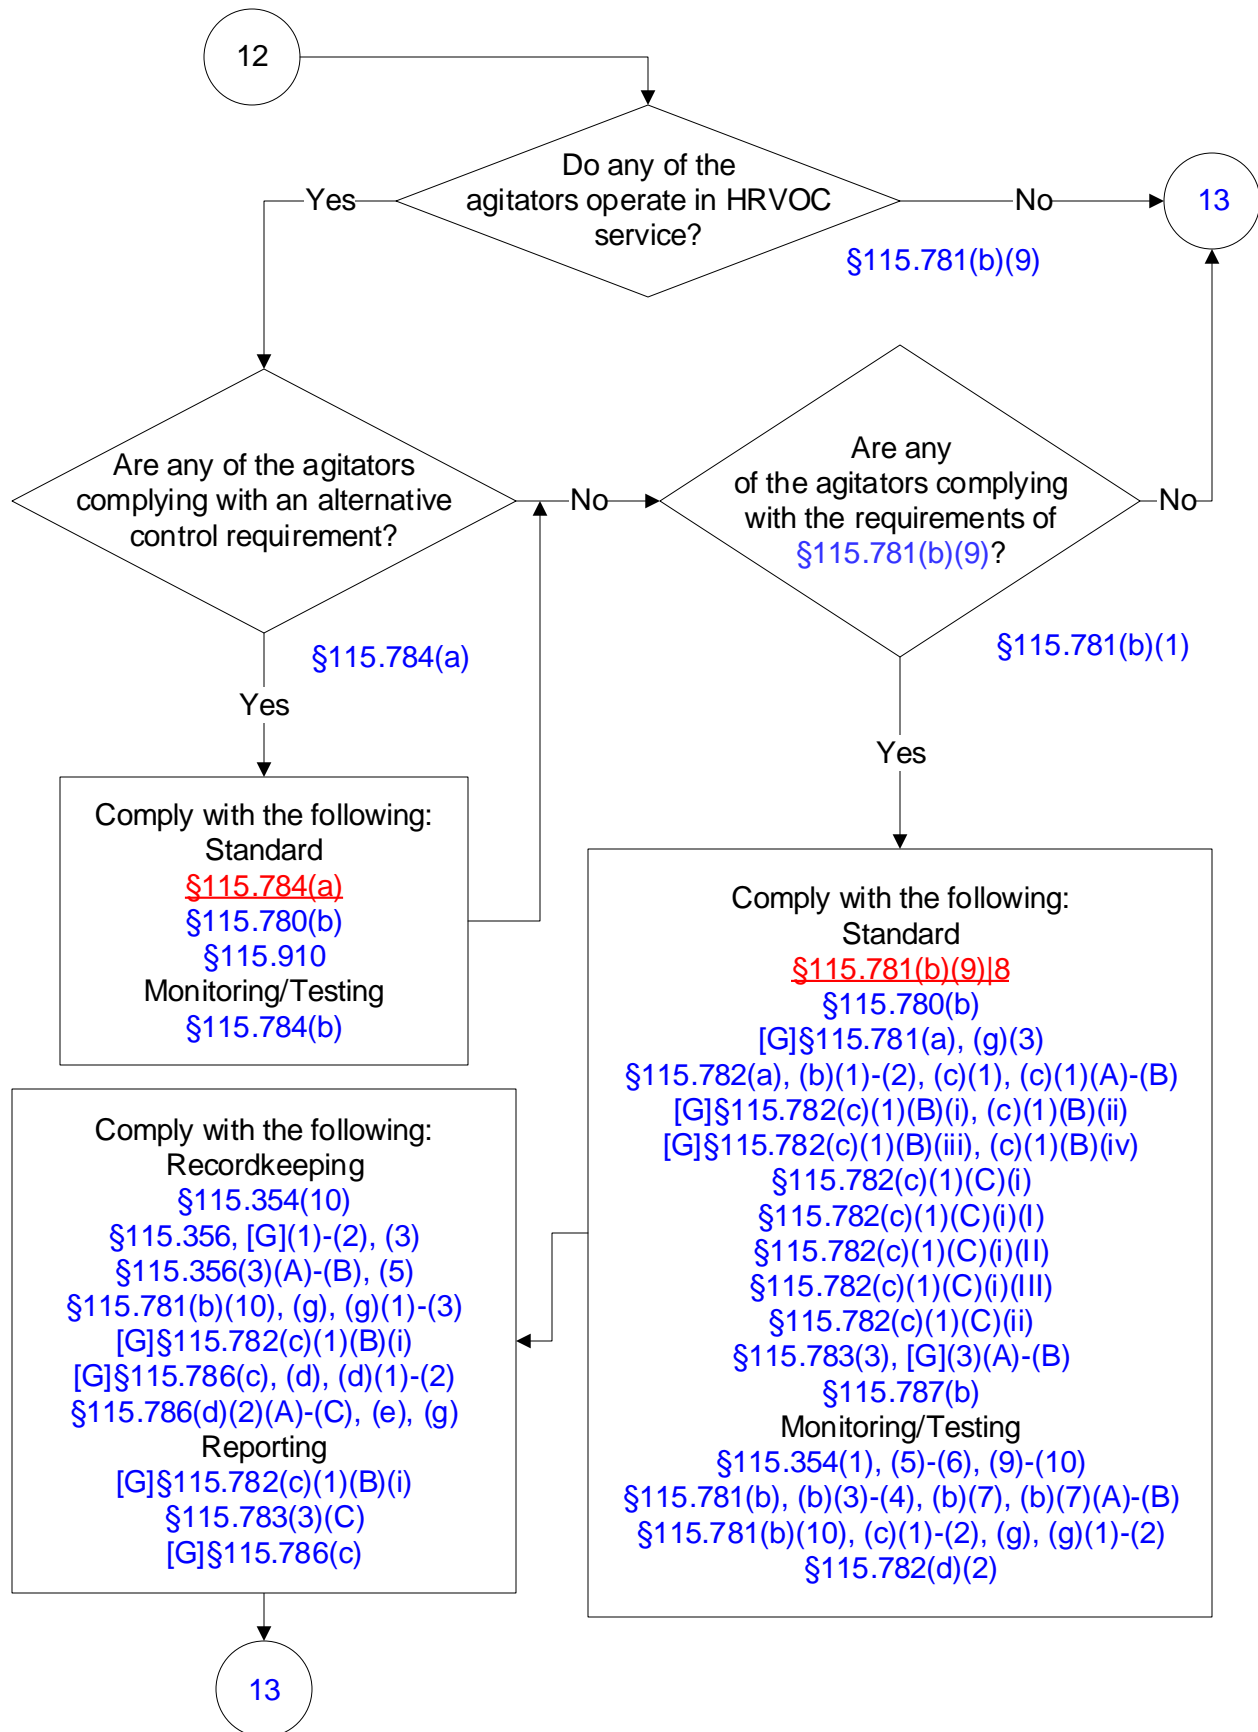 12
Do any of the
agitators operate in HRVOC
service?
Yes
No
13
§115.781(b)(9)
Are any of the agitators
complying with an alternative
control requirement?
No
Are any
of the agitators complying
with the requirements of
§115.781(b)(9)?
No
§115.784(a)
§115.781(b)(1)
Yes
Yes
Comply with the following:
Standard
§115.784(a)
§115.780(b)
§115.910
Monitoring/Testing
§115.784(b)
Comply with the following:
Standard
§115.781(b)(9)|8
§115.780(b)
[G]§115.781(a), (g)(3)
§115.782(a), (b)(1)-(2), (c)(1), (c)(1)(A)-(B)
[G]§115.782(c)(1)(B)(i), (c)(1)(B)(ii)
[G]§115.782(c)(1)(B)(iii), (c)(1)(B)(iv)
§115.782(c)(1)(C)(i)
§115.782(c)(1)(C)(i)(I)
§115.782(c)(1)(C)(i)(II)
§115.782(c)(1)(C)(i)(III)
§115.782(c)(1)(C)(ii)
§115.783(3), [G](3)(A)-(B)
§115.787(b)
Monitoring/Testing
§115.354(1), (5)-(6), (9)-(10)
§115.781(b), (b)(3)-(4), (b)(7), (b)(7)(A)-(B)
§115.781(b)(10), (c)(1)-(2), (g), (g)(1)-(2)
§115.782(d)(2)
Comply with the following:
Recordkeeping
§115.354(10)
§115.356, [G](1)-(2), (3)
§115.356(3)(A)-(B), (5)
§115.781(b)(10), (g), (g)(1)-(3)
[G]§115.782(c)(1)(B)(i)
[G]§115.786(c), (d), (d)(1)-(2)
§115.786(d)(2)(A)-(C), (e), (g)
Reporting
[G]§115.782(c)(1)(B)(i)
§115.783(3)(C)
[G]§115.786(c)
13